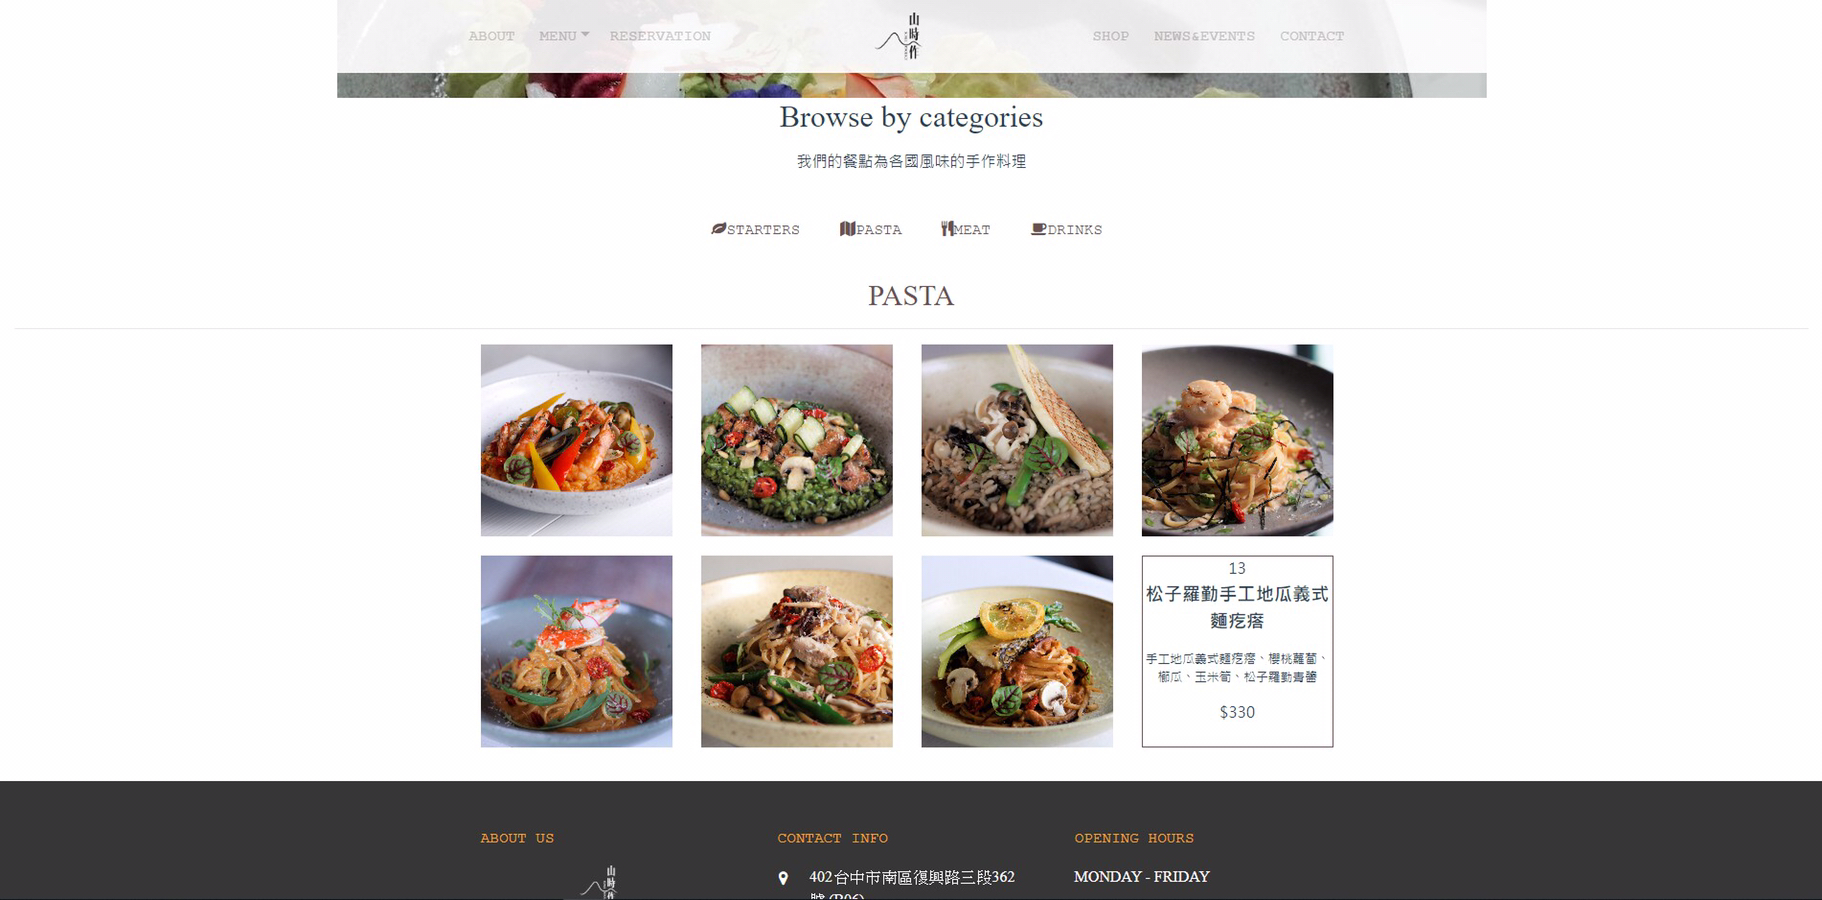 ABOUT MENU RESERVATION 山時作 SHOP NEWS&EVENTS CONTACT
Browse by categories
我們的餐點為各國風味的手作料理
STARTERS PASTA MEAT DRINKS
PASTA
13
松子羅勤手工地瓜義式
麵疙瘩
手工地瓜義式麵疙瘩、櫻桃蘿蔔、
櫛瓜、玉米筍、松子羅勤青醬
$330
ABOUT US CONTACT INFO OPENING HOURS
山時作
402台中市南區復興路三段362 MONDAY - FRIDAY